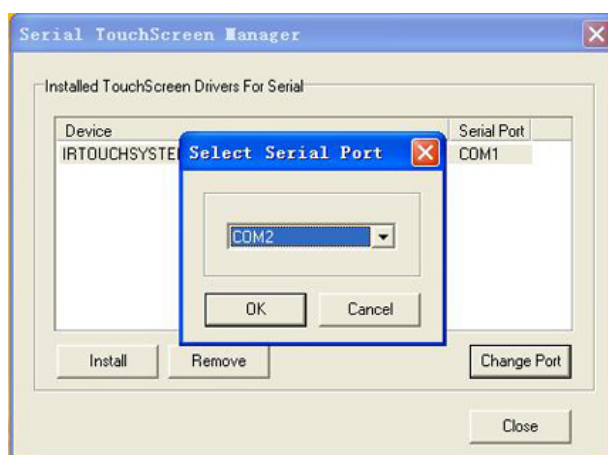 Serial TouchScreen Manager
Installed TouchScreen Drivers For Serial
Device Serial Port
COM1
Select Serial Port
COM2
OK Cancel
Install Remove Change Port
Close